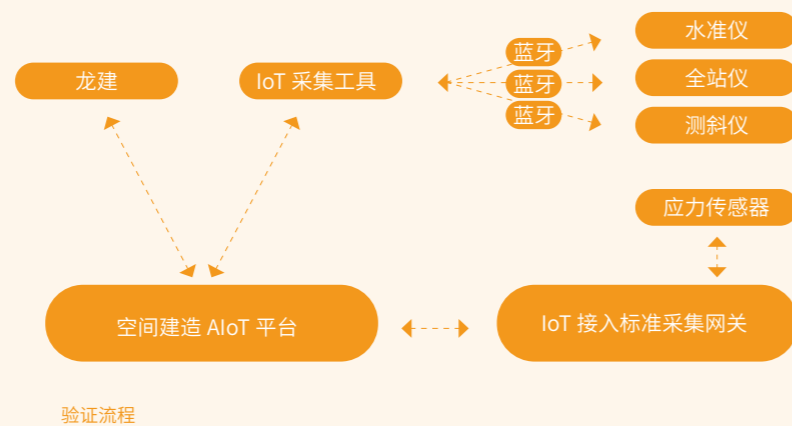 水准仪
蓝牙
龙建
IoT 采集工具
蓝牙
全站仪
蓝牙
测斜仪
应力传感器
空间建造 AIoT 平台
IoT 接入标准采集网关
验证流程